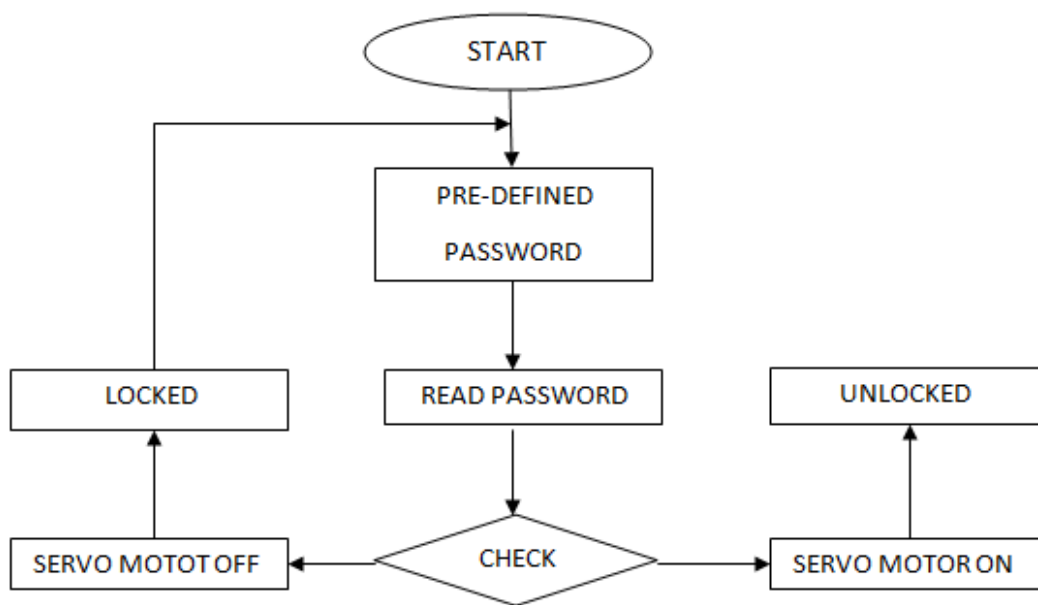 START
PRE-DEFINED
PASSWORD
LOCKED
READ PASSWORD
UNLOCKED
SERVO MOTOT OFF
CHECK
SERVO MOTOR ON